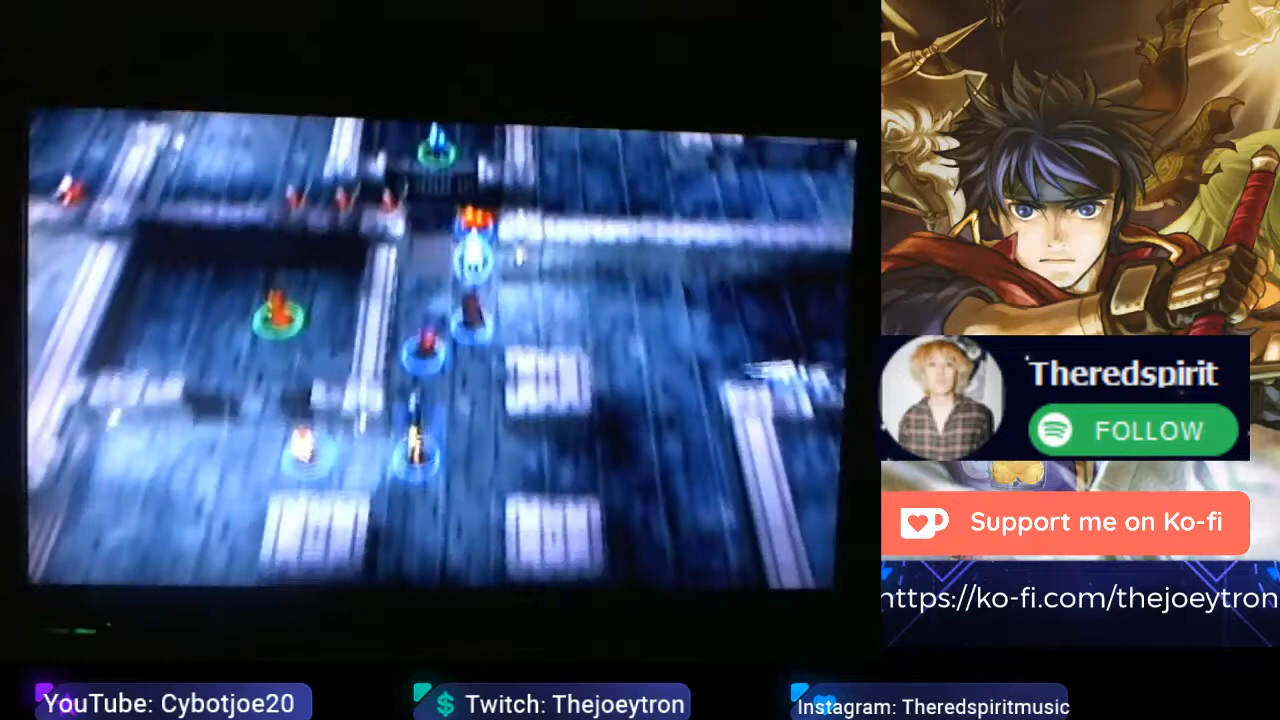 Theredspirit
FOLLOW
Support me on Ko-fi
https://ko-fi.com/thejoeytron
YouTube: Cybotjoe20
$ Twitch: Thejoeytron
Instagram: Theredspiritmusic